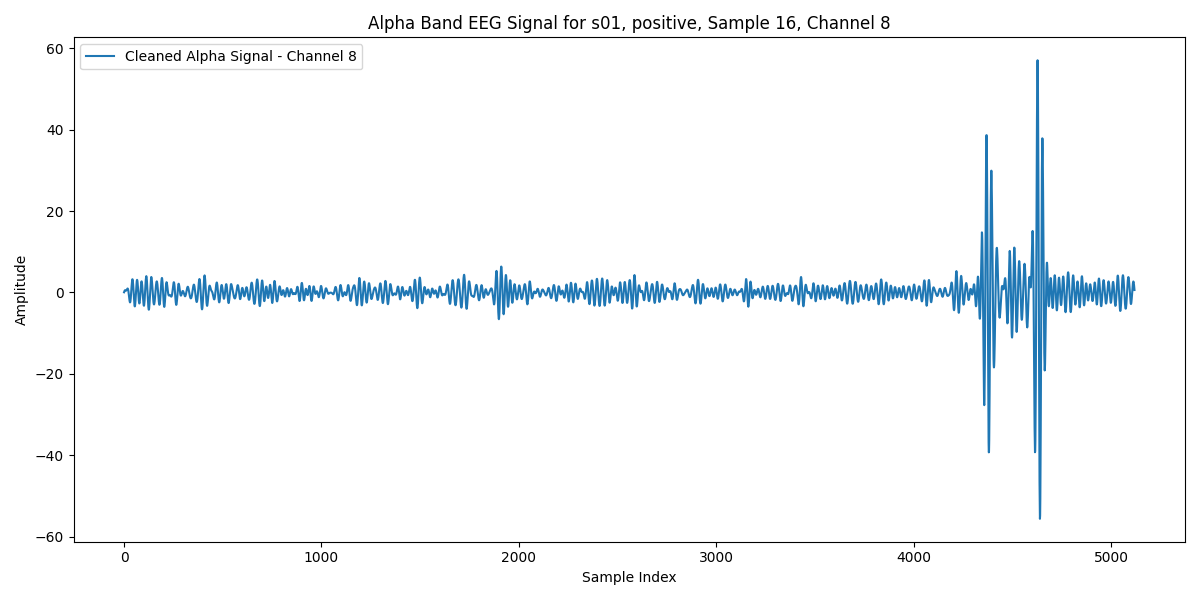 Alpha Band EEG Signal for s01, positive, Sample 16, Channel 8
Cleaned Alpha Signal - Channel 8
60
40
20
0
−20
−40
−60
Amplitude
0 1000 2000 3000 4000 5000
Sample Index